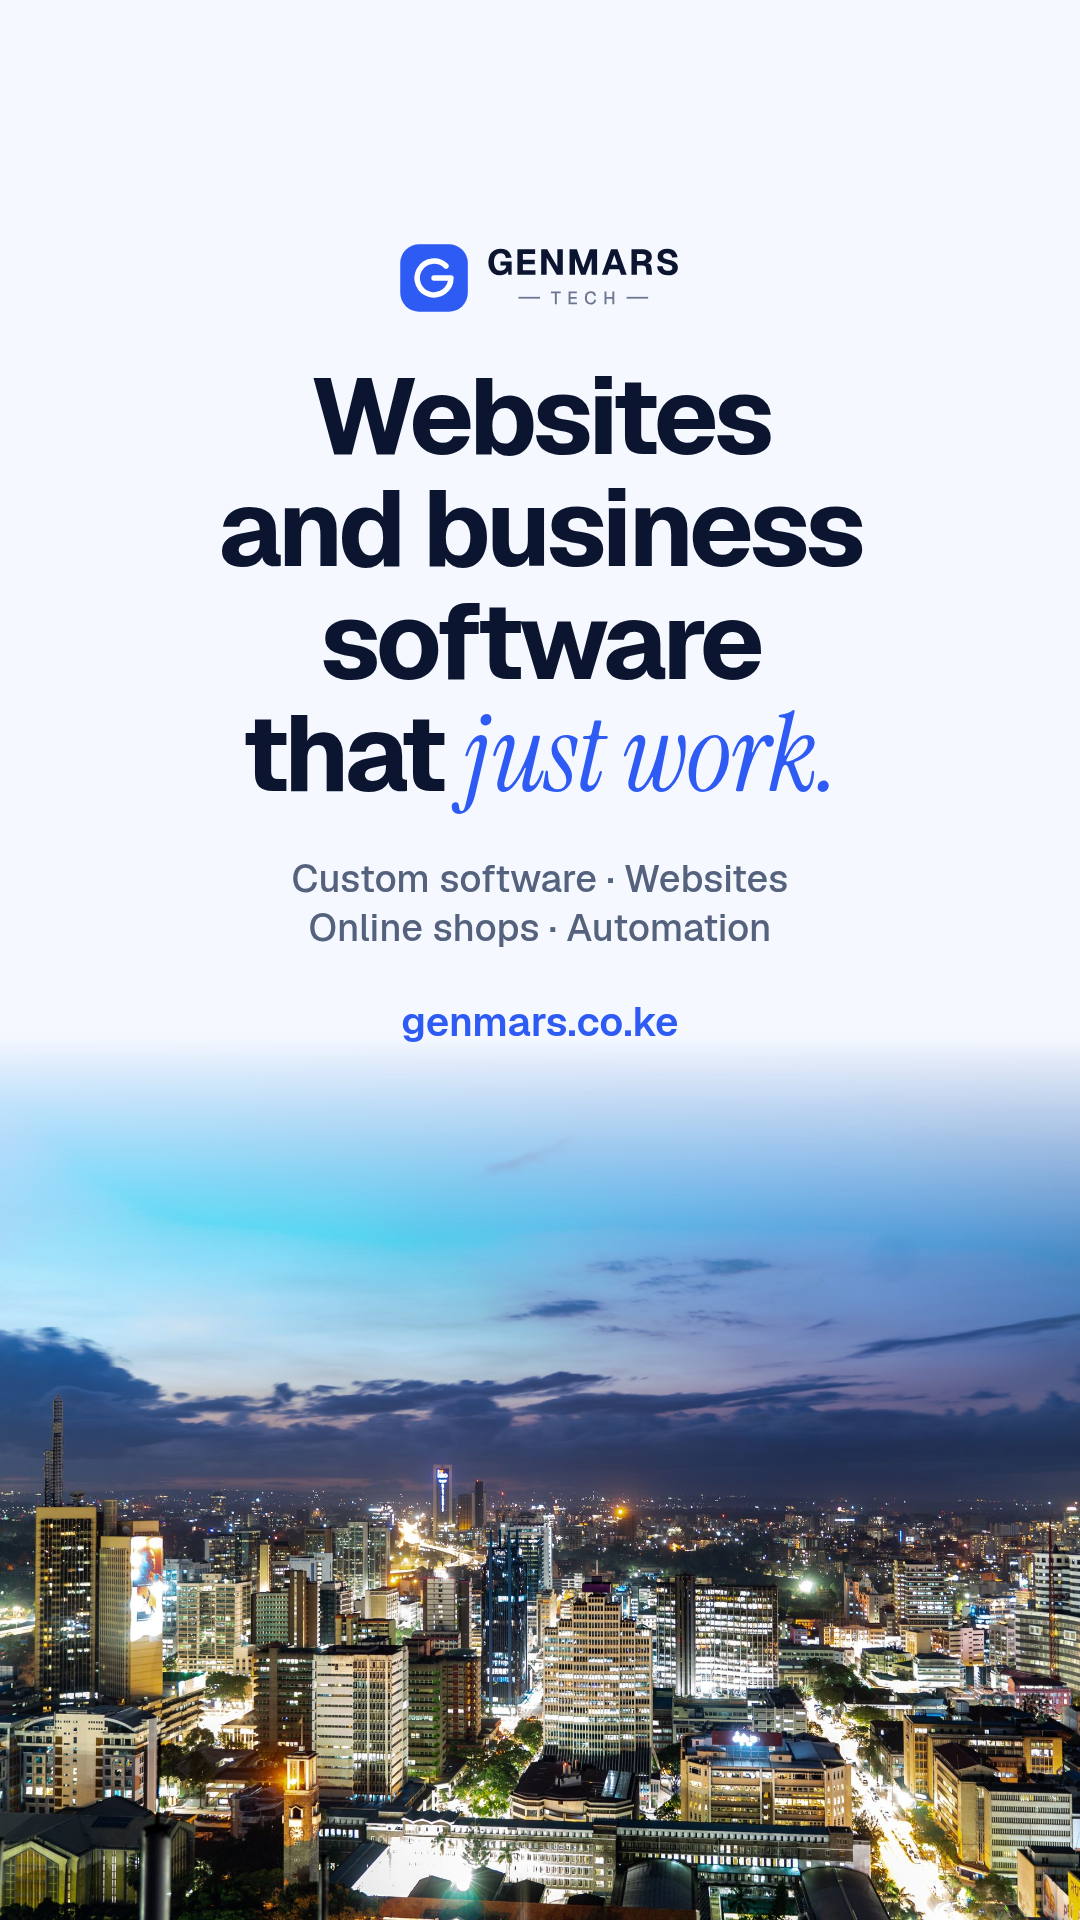 G
GENMARS
— TECH —
Websites
and business
software
that just work.
Custom software · Websites
Online shops · Automation
genmars.co.ke